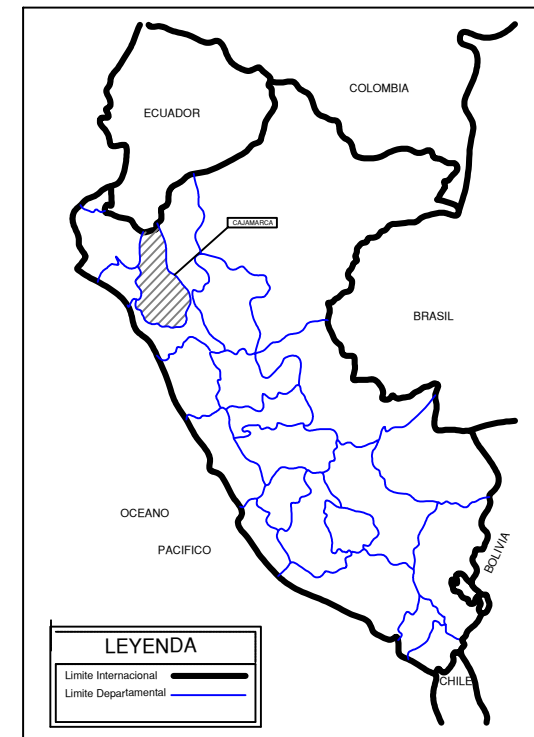 COLOMBIA
ECUADOR
CAJAMARCA
BRASIL
OCEANO
PACIFICO
BOLIVIA
LEYENDA
Limite Internacional
Limite Departamental
CHILE